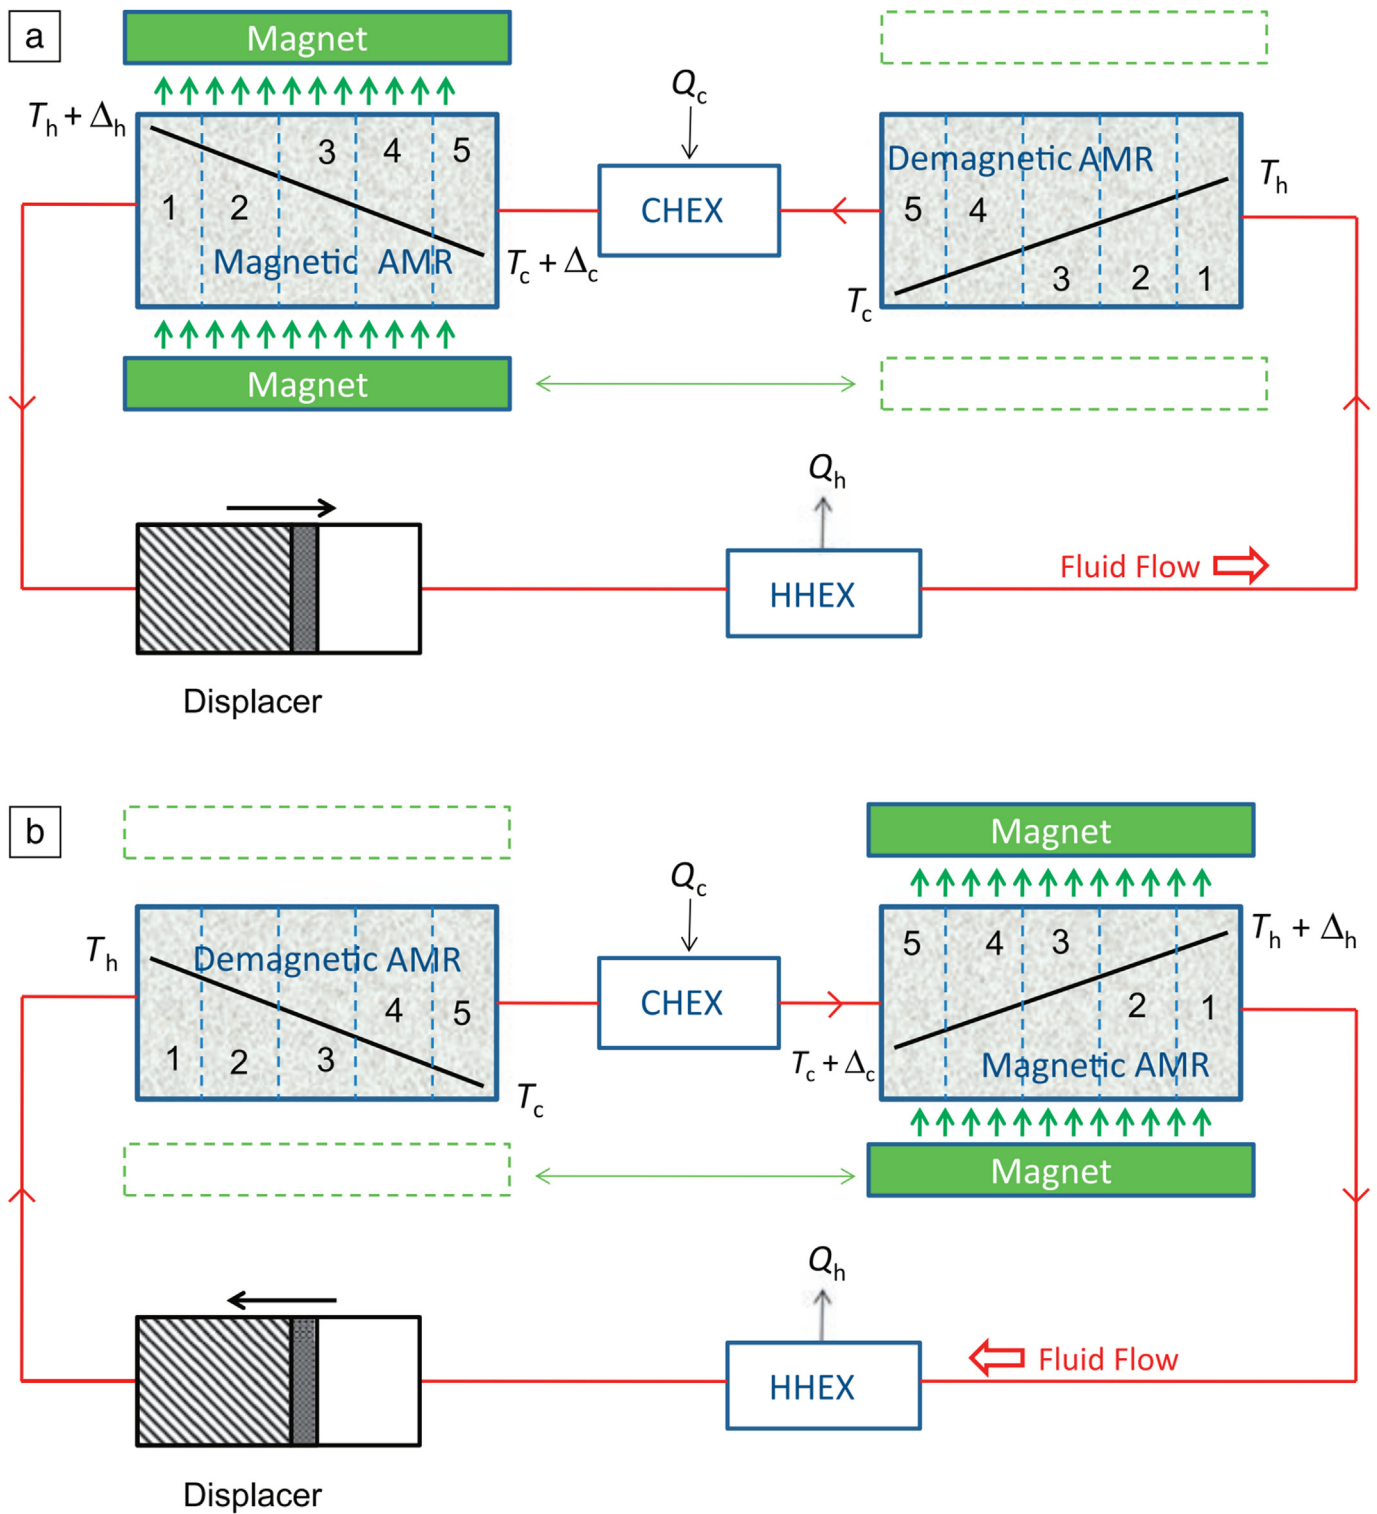 a
Magnet
Qc
Th + Δh
3 4 5
Demagnetic AMR
Th
1 2
CHEX
5 4
Magnetic AMR
Tc + Δc
3 2 1
Tc
Magnet
Qh
Fluid Flow
HHEX
Displacer
b
Magnet
Qc
Th
Demagnetic AMR
5 4 3
Th + Δh
4 5
CHEX
2 1
1 2 3
Tc + Δc
Magnetic AMR
Tc
Magnet
Qh
Fluid Flow
HHEX
Displacer